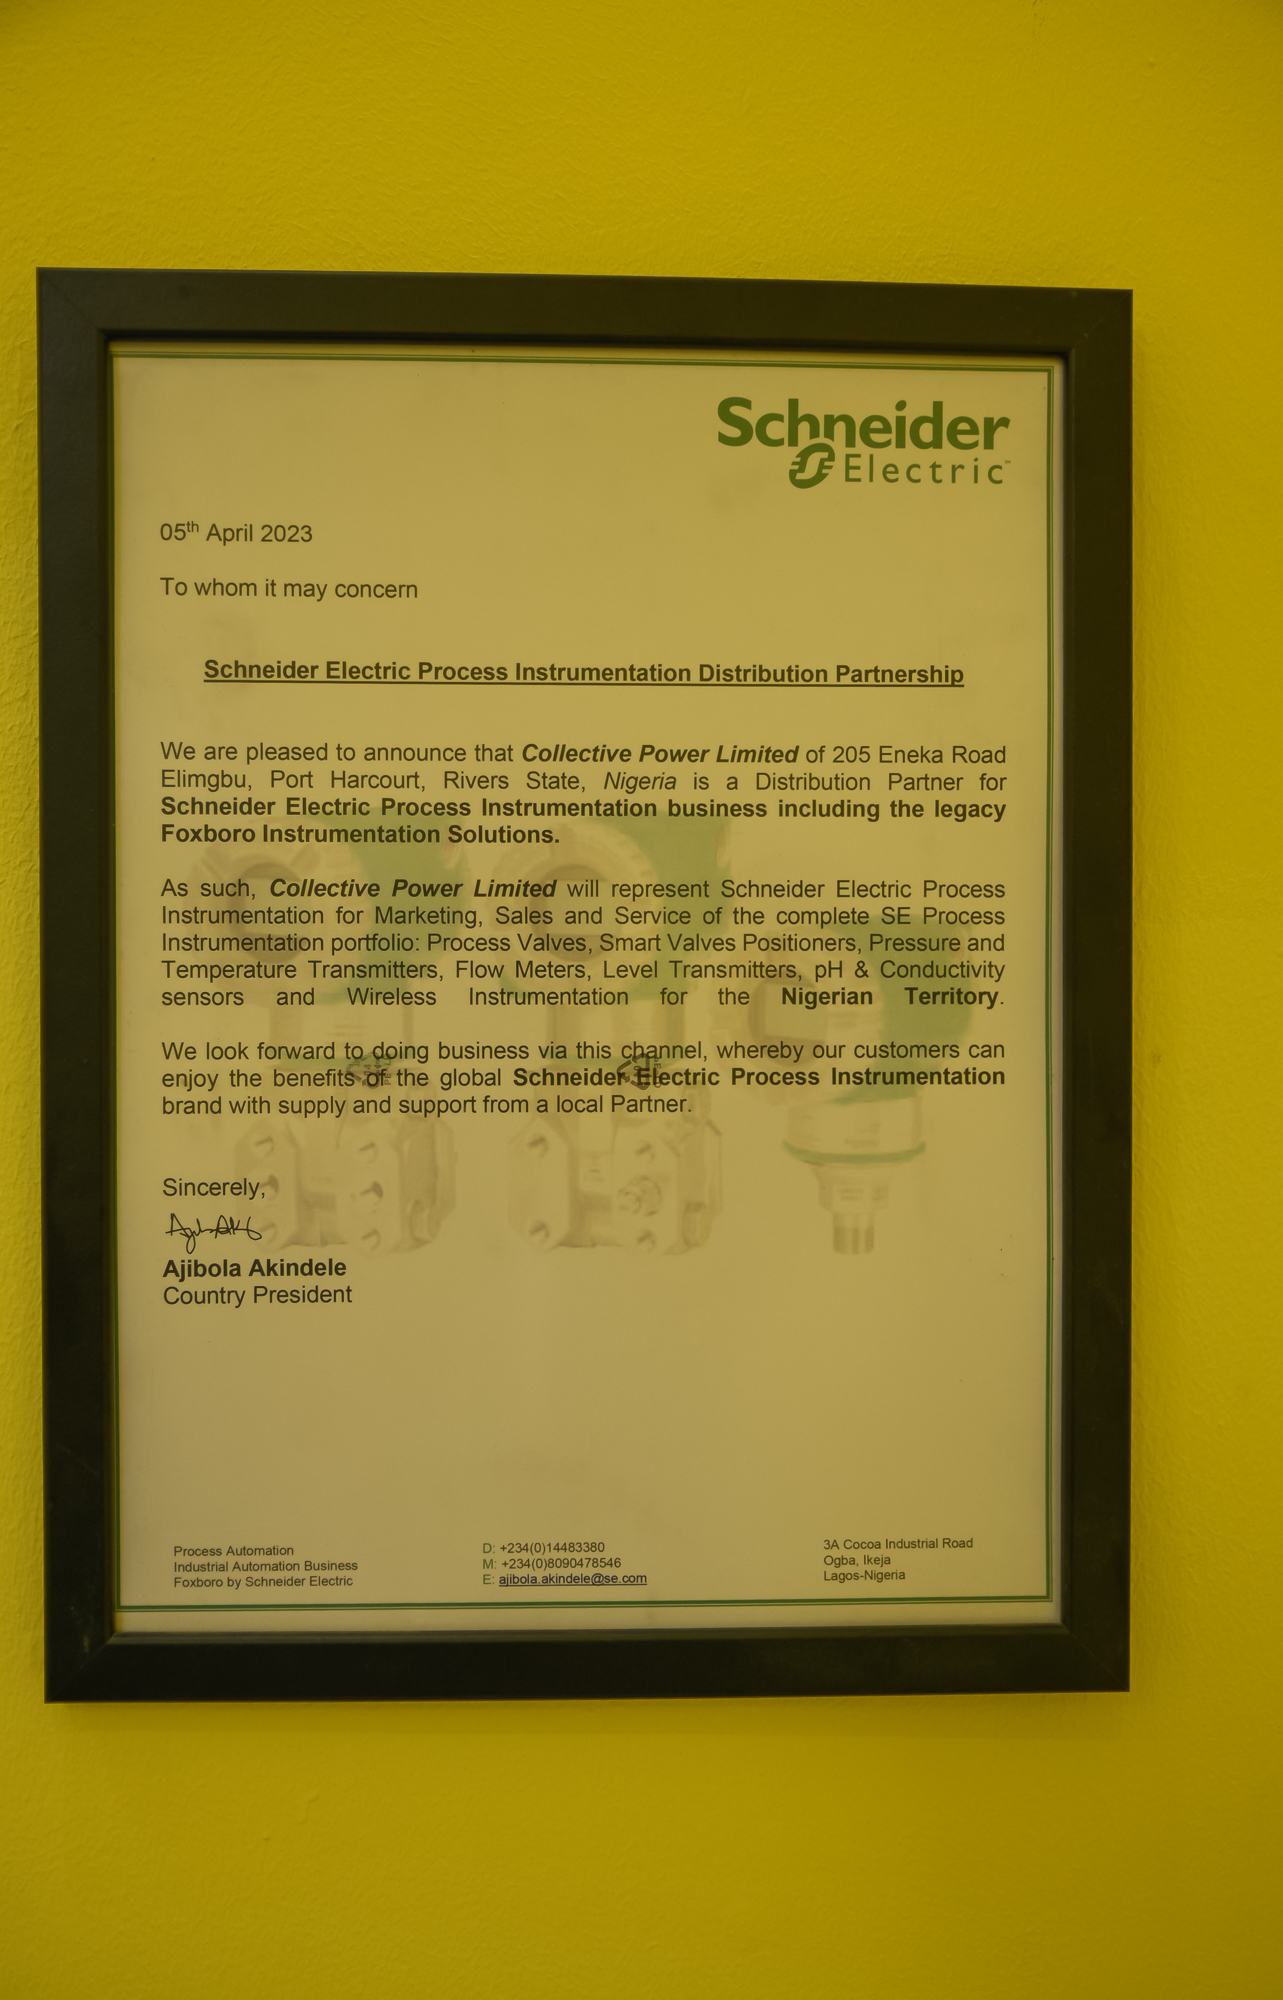 Schneider
Electric™
05th April 2023
To whom it may concern
Schneider Electric Process Instrumentation Distribution Partnership
We are pleased to announce that Collective Power Limited of 205 Eneka Road
Elimgbu, Port Harcourt, Rivers State, Nigeria is a Distribution Partner for
Schneider Electric Process Instrumentation business including the legacy
Foxboro Instrumentation Solutions.
As such, Collective Power Limited will represent Schneider Electric Process
Instrumentation for Marketing, Sales and Service of the complete SE Process
Instrumentation portfolio: Process Valves, Smart Valves Positioners, Pressure and
Temperature Transmitters, Flow Meters, Level Transmitters, pH & Conductivity
sensors and Wireless Instrumentation for the Nigerian Territory.
We look forward to doing business via this channel, whereby our customers can
enjoy the benefits of the global Schneider Electric Process Instrumentation
brand with supply and support from a local Partner.
Sincerely,
Ajibola Akindele
Country President
Process Automation
Industrial Automation Business
Foxboro by Schneider Electric
D: +234(0)14483380
M: +234(0)8090478546
E: ajibola.akindele@se.com
3A Cocoa Industrial Road
Ogba, Ikeja
Lagos-Nigeria